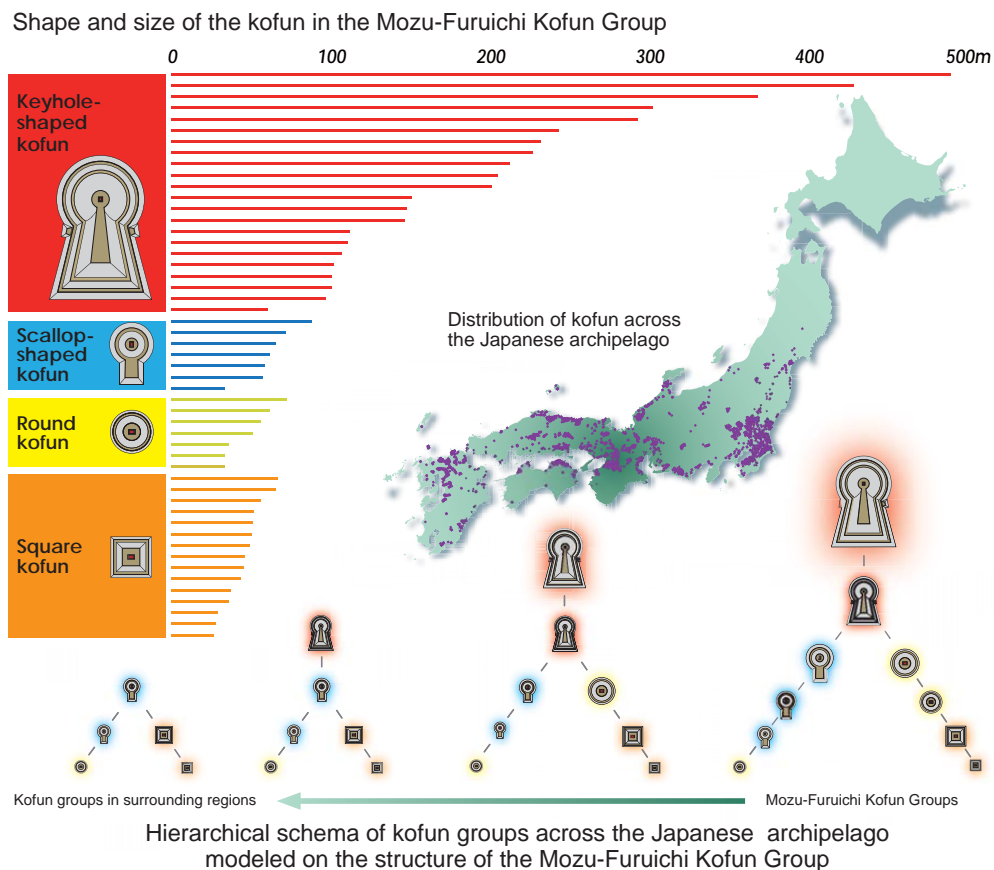 Shape and size of the kofun in the Mozu-Furuichi Kofun Group
0 100 200 300 400 500m
Keyhole-
shaped
kofun
Scallop-
shaped
kofun
Round
kofun
Square
kofun
Distribution of kofun across
the Japanese archipelago
Kofun groups in surrounding regions
Mozu-Furuichi Kofun Groups
Hierarchical schema of kofun groups across the Japanese archipelago
modeled on the structure of the Mozu-Furuichi Kofun Group